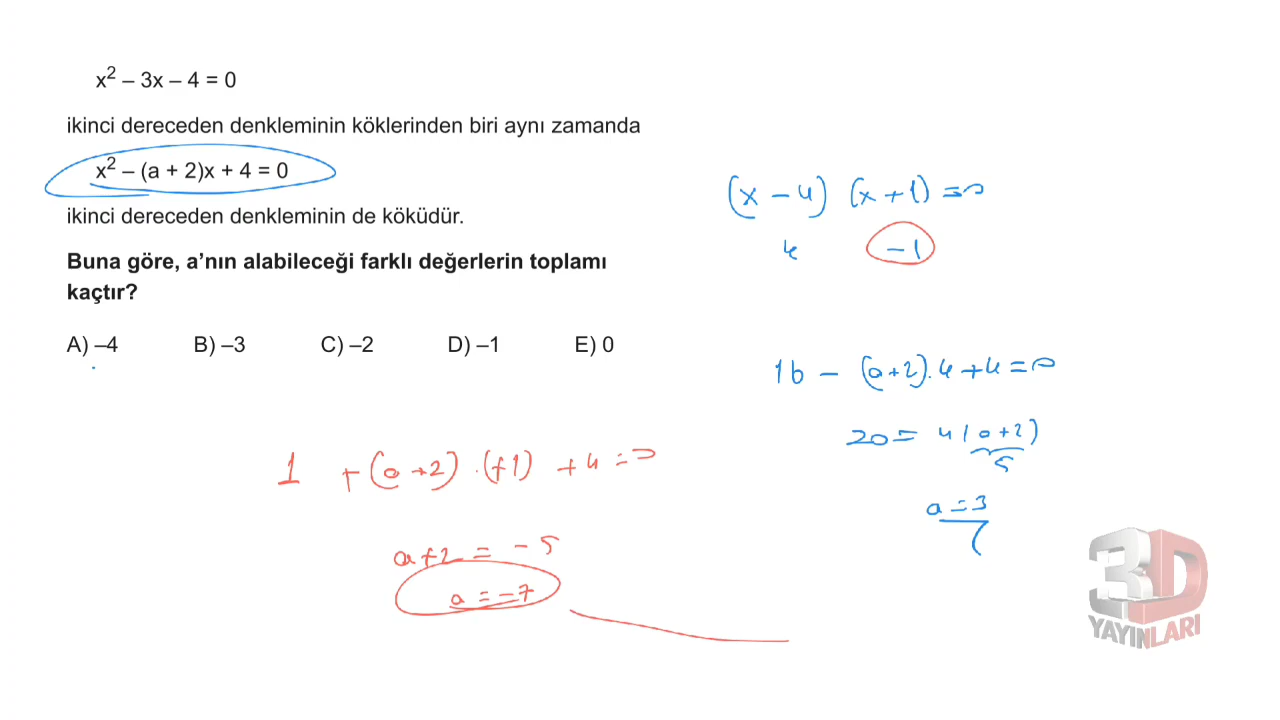 x² – 3x – 4 = 0
ikinci dereceden denkleminin köklerinden biri aynı zamanda
x² – (a + 2)x + 4 = 0
ikinci dereceden denkleminin de köküdür.
Buna göre, a’nın alabileceği farklı değerlerin toplamı
kaçtır?
A) –4 B) –3 C) –2 D) –1 E) 0
(x – 4) (x + 1) = 0
4 –1
16 – (a+2).4 + 4 = 0
20 = 4(a+2)
5
a = 3
1 + (a+2) .(+1) + 4 = 0
a+2 = –5
a = –7
3D
YAYINLARI